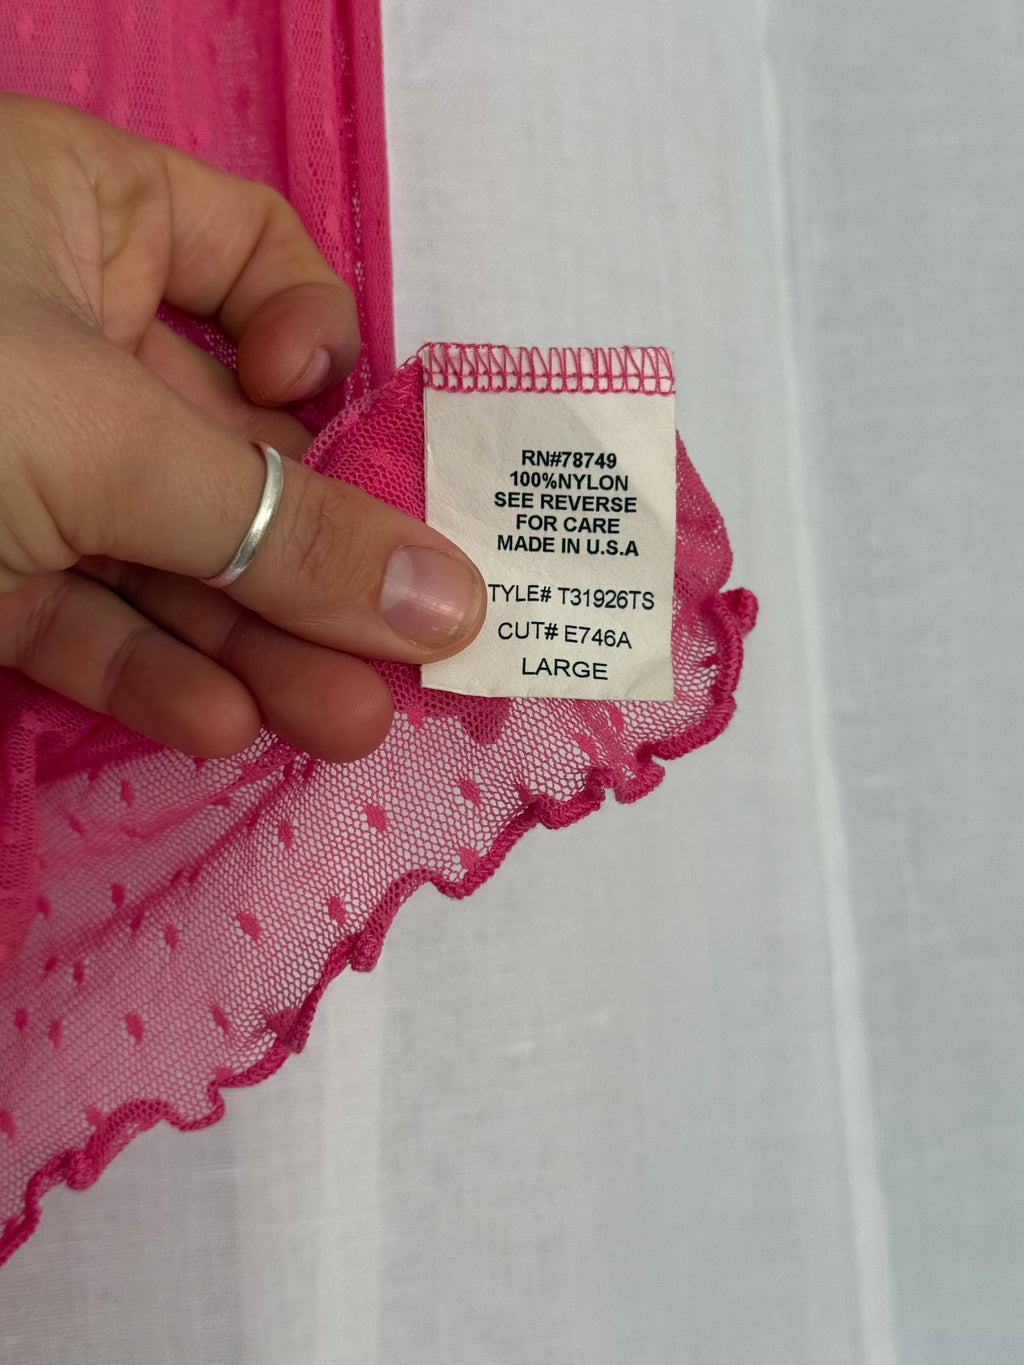 RN#78749
100%NYLON
SEE REVERSE
FOR CARE
MADE IN U.S.A
TYLE# T31926TS
CUT# E746A
LARGE